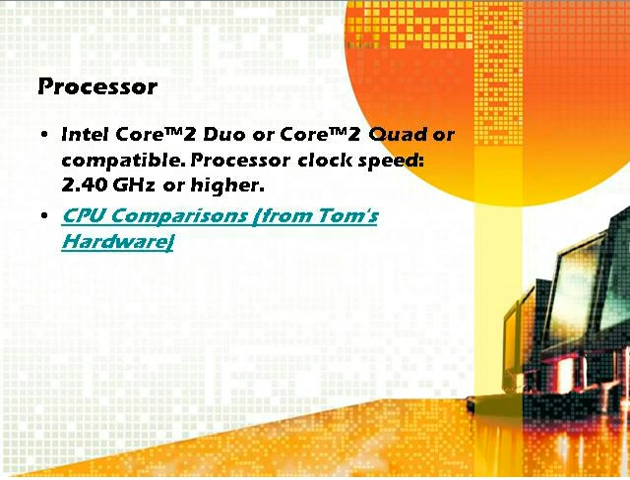 Processor
• Intel Core™2 Duo or Core™2 Quad or
compatible. Processor clock speed:
2.40 GHz or higher.
• CPU Comparisons (from Tom's
Hardware)